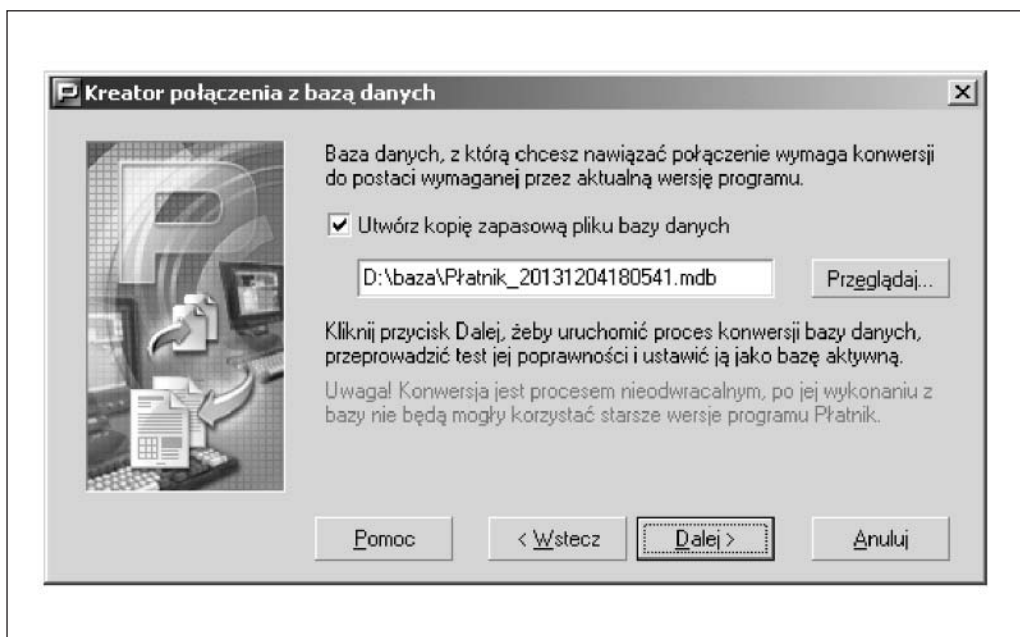 Kreator połączenia z bazą danych
Baza danych, z którą chcesz nawiązać połączenie wymaga konwersji
do postaci wymaganej przez aktualną wersję programu.
Utwórz kopię zapasową pliku bazy danych
D:\baza\Płatnik_20131204180541.mdb
Przeglądaj...
Kliknij przycisk Dalej, żeby uruchomić proces konwersji bazy danych,
przeprowadzić test jej poprawności i ustawić ją jako bazę aktywną.
Uwaga! Konwersja jest procesem nieodwracalnym, po jej wykonaniu z
bazy nie będą mogły korzystać starsze wersje programu Płatnik.
Pomoc
< Wstecz
Dalej >
Anuluj